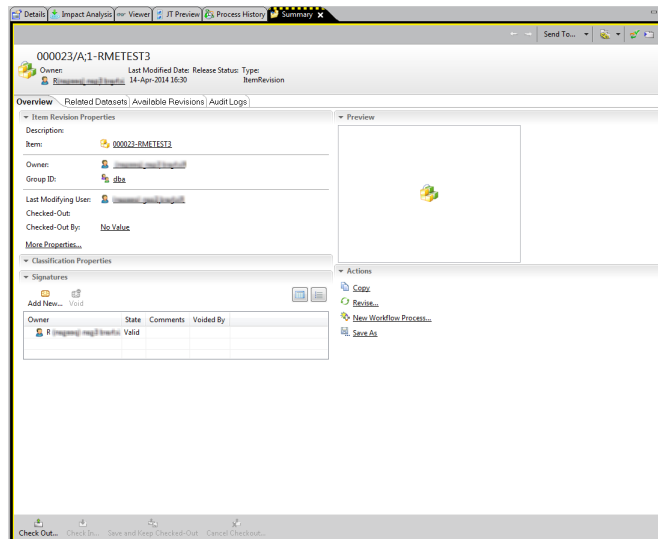 Details Impact Analysis Viewer JT Preview Process History Summary
Send To...
000023/A;1-RMETEST3
Owner: Last Modified Date: Release Status: Type:
14-Apr-2014 16:30 ItemRevision
Overview Related Datasets Available Revisions Audit Logs
Item Revision Properties
Description:
Item: 000023-RMETEST3
Owner:
Group ID: dba
Last Modifying User:
Checked-Out:
Checked-Out By: No Value
More Properties...
Classification Properties
Signatures
Add New... Void
Owner State Comments Voided By
R Valid
Preview
Actions
Copy
Revise...
New Workflow Process...
Save As
Check Out... Check In... Save and Keep Checked-Out Cancel Checkout...